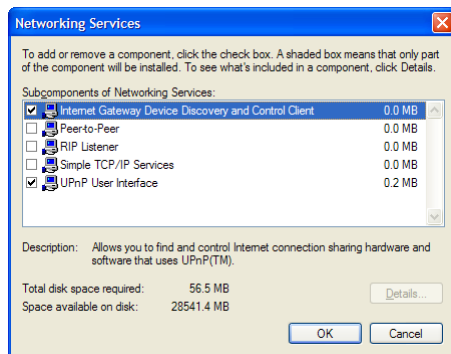 Networking Services
To add or remove a component, click the check box. A shaded box means that only part
of the component will be installed. To see what's included in a component, click Details.
Subcomponents of Networking Services:
Internet Gateway Device Discovery and Control Client 0.0 MB
Peer-to-Peer 0.0 MB
RIP Listener 0.0 MB
Simple TCP/IP Services 0.0 MB
UPnP User Interface 0.2 MB
Description: Allows you to find and control Internet connection sharing hardware and
software that uses UPnP(TM).
Total disk space required: 56.5 MB
Space available on disk: 28541.4 MB
Details...
OK Cancel